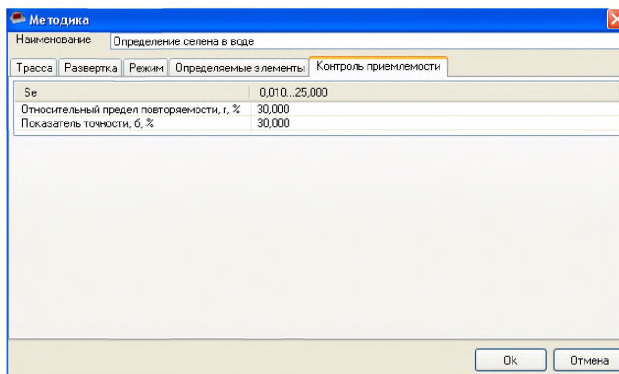 Методика
Наименование Определение селена в воде
Трасса Развертка Режим Определяемые элементы Контроль приемлемости
Se 0,010...25,000
Относительный предел повторяемости, r, % 30,000
Показатель точности, б, % 30,000
Ok Отмена